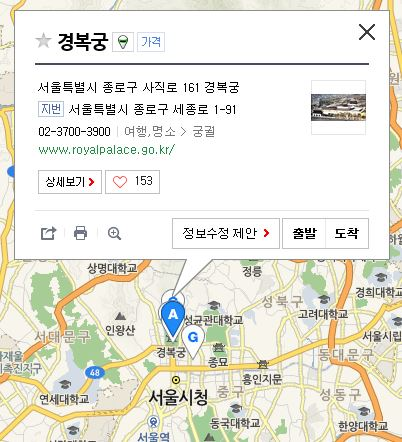 경복궁 가격
서울특별시 종로구 사직로 161 경복궁
지번 서울특별시 종로구 세종로 1-91
02-3700-3900 | 여행,명소 > 궁궐
www.royalpalace.go.kr/
상세보기 153
정보수정 제안 출발 도착
상명대학교 정릉
성북구
경희대학교
고려대학교
A 성균관대학교
서대문구 인왕산 서울시립
G
경복궁 종묘 동대문구
48
연세대학교 서울시청 중구 흥인지문 성동구
동국대학교 한양대학교
서울역